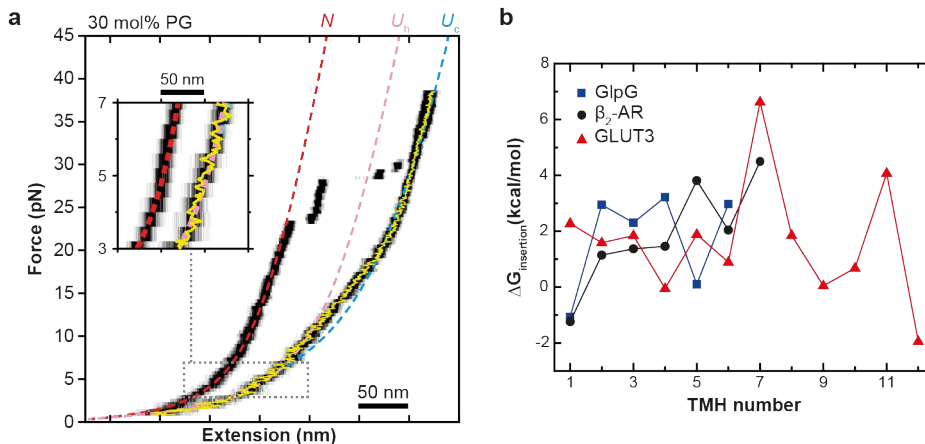 a
30 mol% PG
N
Uh
Uc
45
40
35
30
25
20
15
10
5
0
Force (pN)
50 nm
7
5
3
50 nm
Extension (nm)
b
8
6
4
2
0
-2
ΔGinsertion(kcal/mol)
GlpG
β2-AR
GLUT3
1 3 5 7 9 11
TMH number